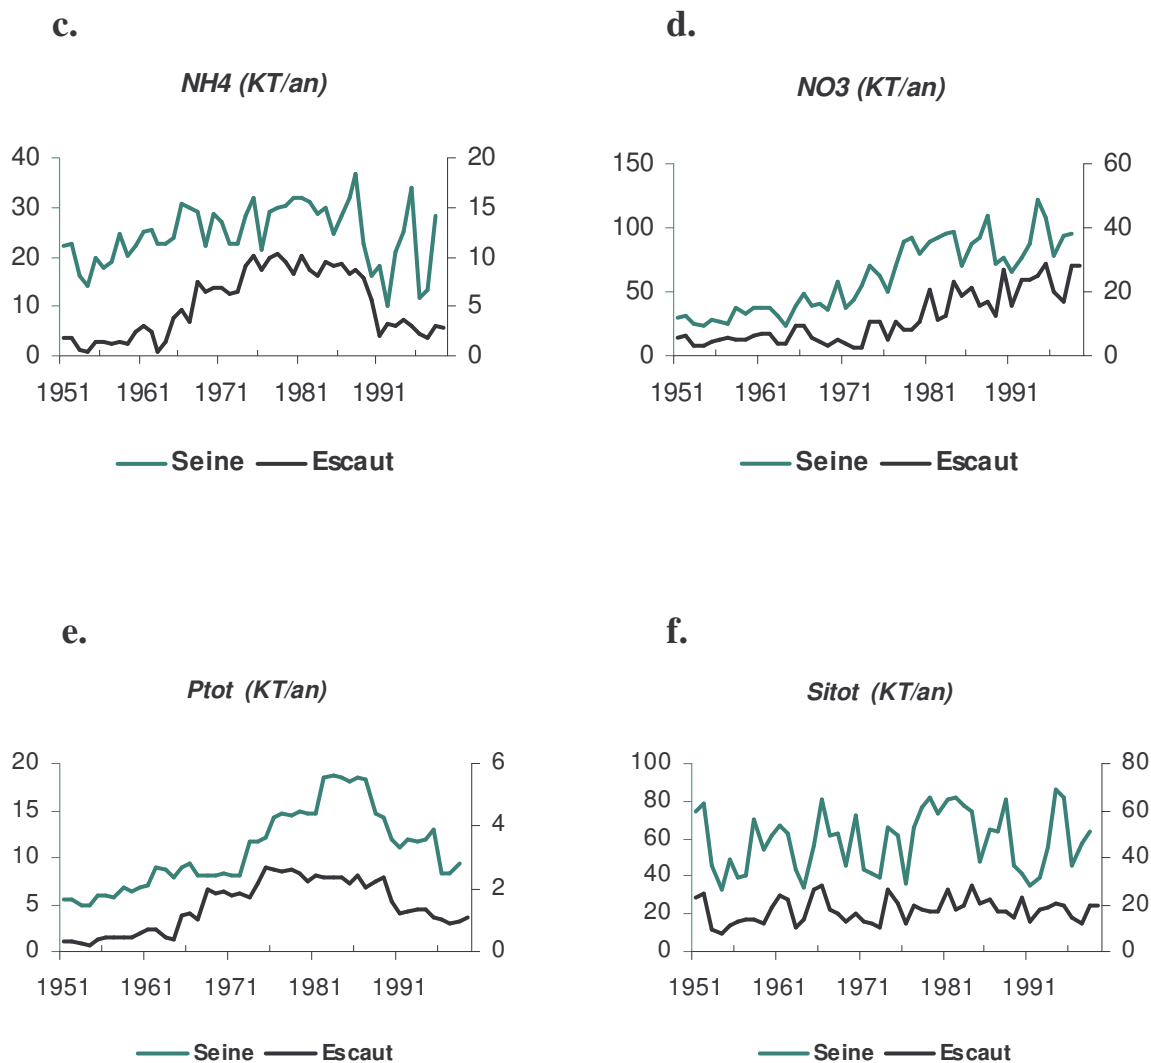 c.
NH4 (KT/an)
40
30
20
10
0
20
15
10
5
0
1951 1961 1971 1981 1991
Seine Escaut
d.
NO3 (KT/an)
150
100
50
0
60
40
20
0
1951 1961 1971 1981 1991
Seine Escaut
e.
Ptot (KT/an)
20
15
10
5
0
6
4
2
0
1951 1961 1971 1981 1991
Seine Escaut
f.
Sitot (KT/an)
100
80
60
40
20
0
80
60
40
20
0
1951 1961 1971 1981 1991
Seine Escaut